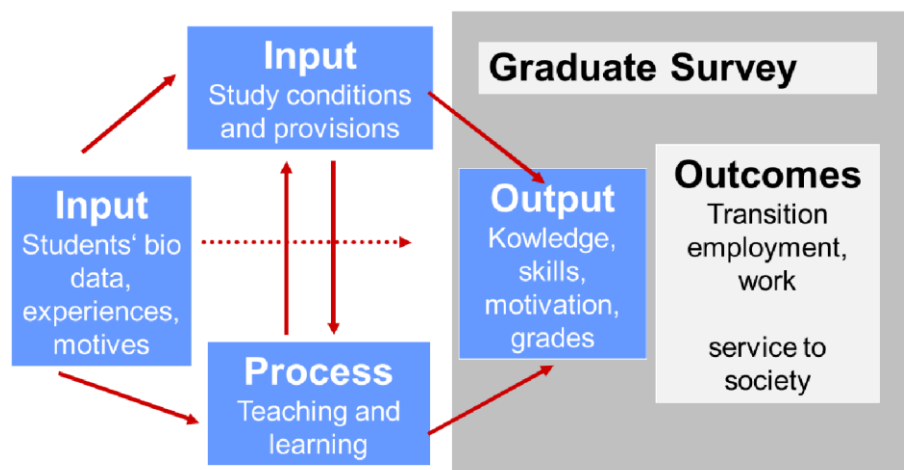 Input
Study conditions
and provisions
Graduate Survey
Input
Students‘ bio
data,
experiences,
motives
Process
Teaching and
learning
Output
Kowledge,
skills,
motivation,
grades
Outcomes
Transition
employment,
work
service to
society